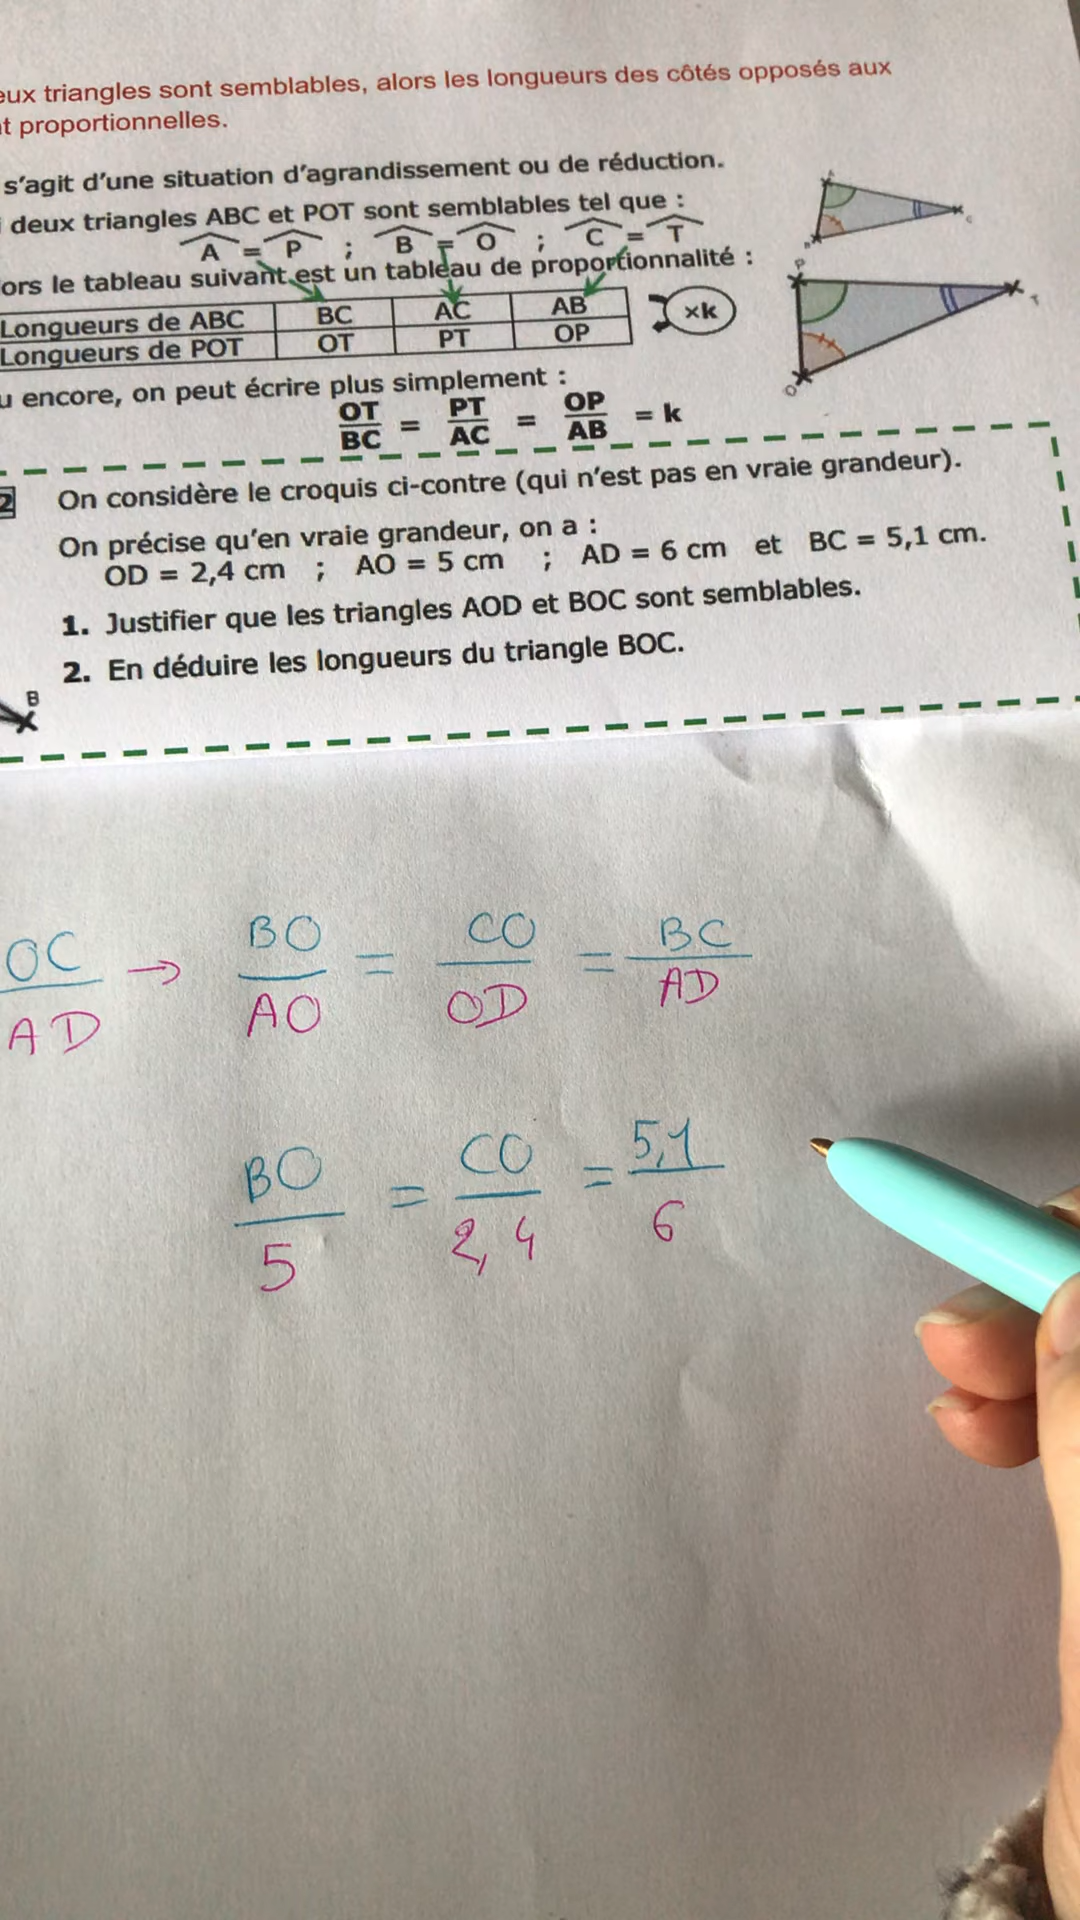 eux triangles sont semblables, alors les longueurs des côtés opposés aux
t proportionnelles.
s'agit d'une situation d'agrandissement ou de réduction.
i deux triangles ABC et POT sont semblables tel que :
A = P ; B = O ; C = T
ors le tableau suivant est un tableau de proportionnalité :
Longueurs de ABC BC AC AB
Longueurs de POT OT PT OP
×k
u encore, on peut écrire plus simplement :
OT/BC = PT/AC = OP/AB = k
2 On considère le croquis ci-contre (qui n'est pas en vraie grandeur).
On précise qu'en vraie grandeur, on a :
OD = 2,4 cm ; AO = 5 cm ; AD = 6 cm et BC = 5,1 cm.
1. Justifier que les triangles AOD et BOC sont semblables.
2. En déduire les longueurs du triangle BOC.
B
OC/AD → BO/AO = CO/OD = BC/AD
BO/5 = CO/2,4 = 5,1/6